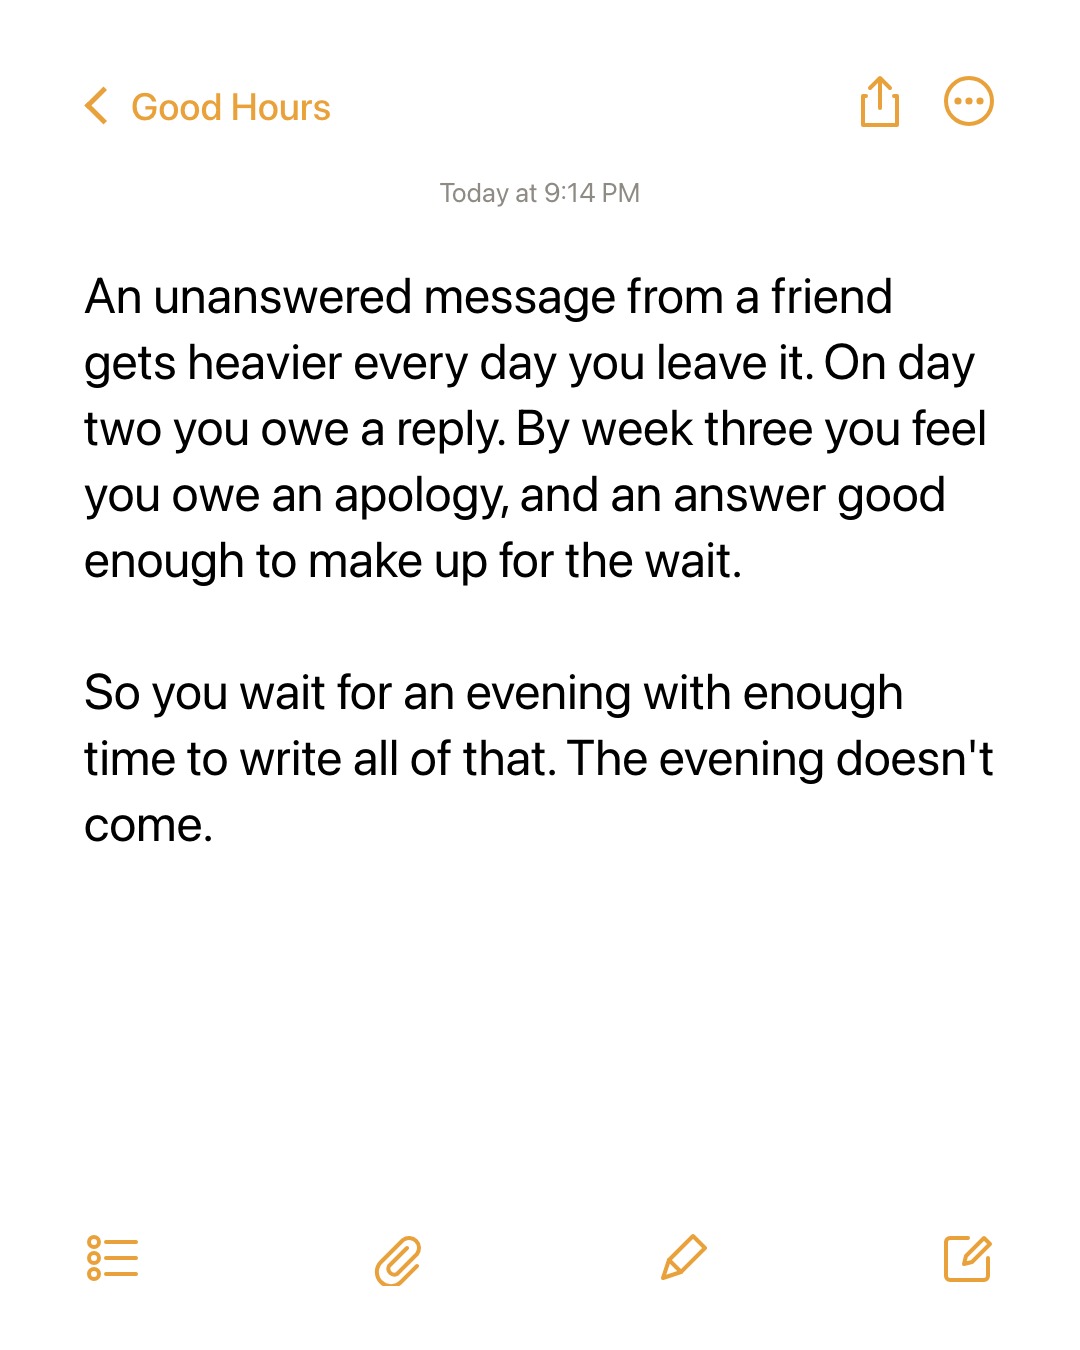 Good Hours
Today at 9:14 PM
An unanswered message from a friend
gets heavier every day you leave it. On day
two you owe a reply. By week three you feel
you owe an apology, and an answer good
enough to make up for the wait.
So you wait for an evening with enough
time to write all of that. The evening doesn't
come.